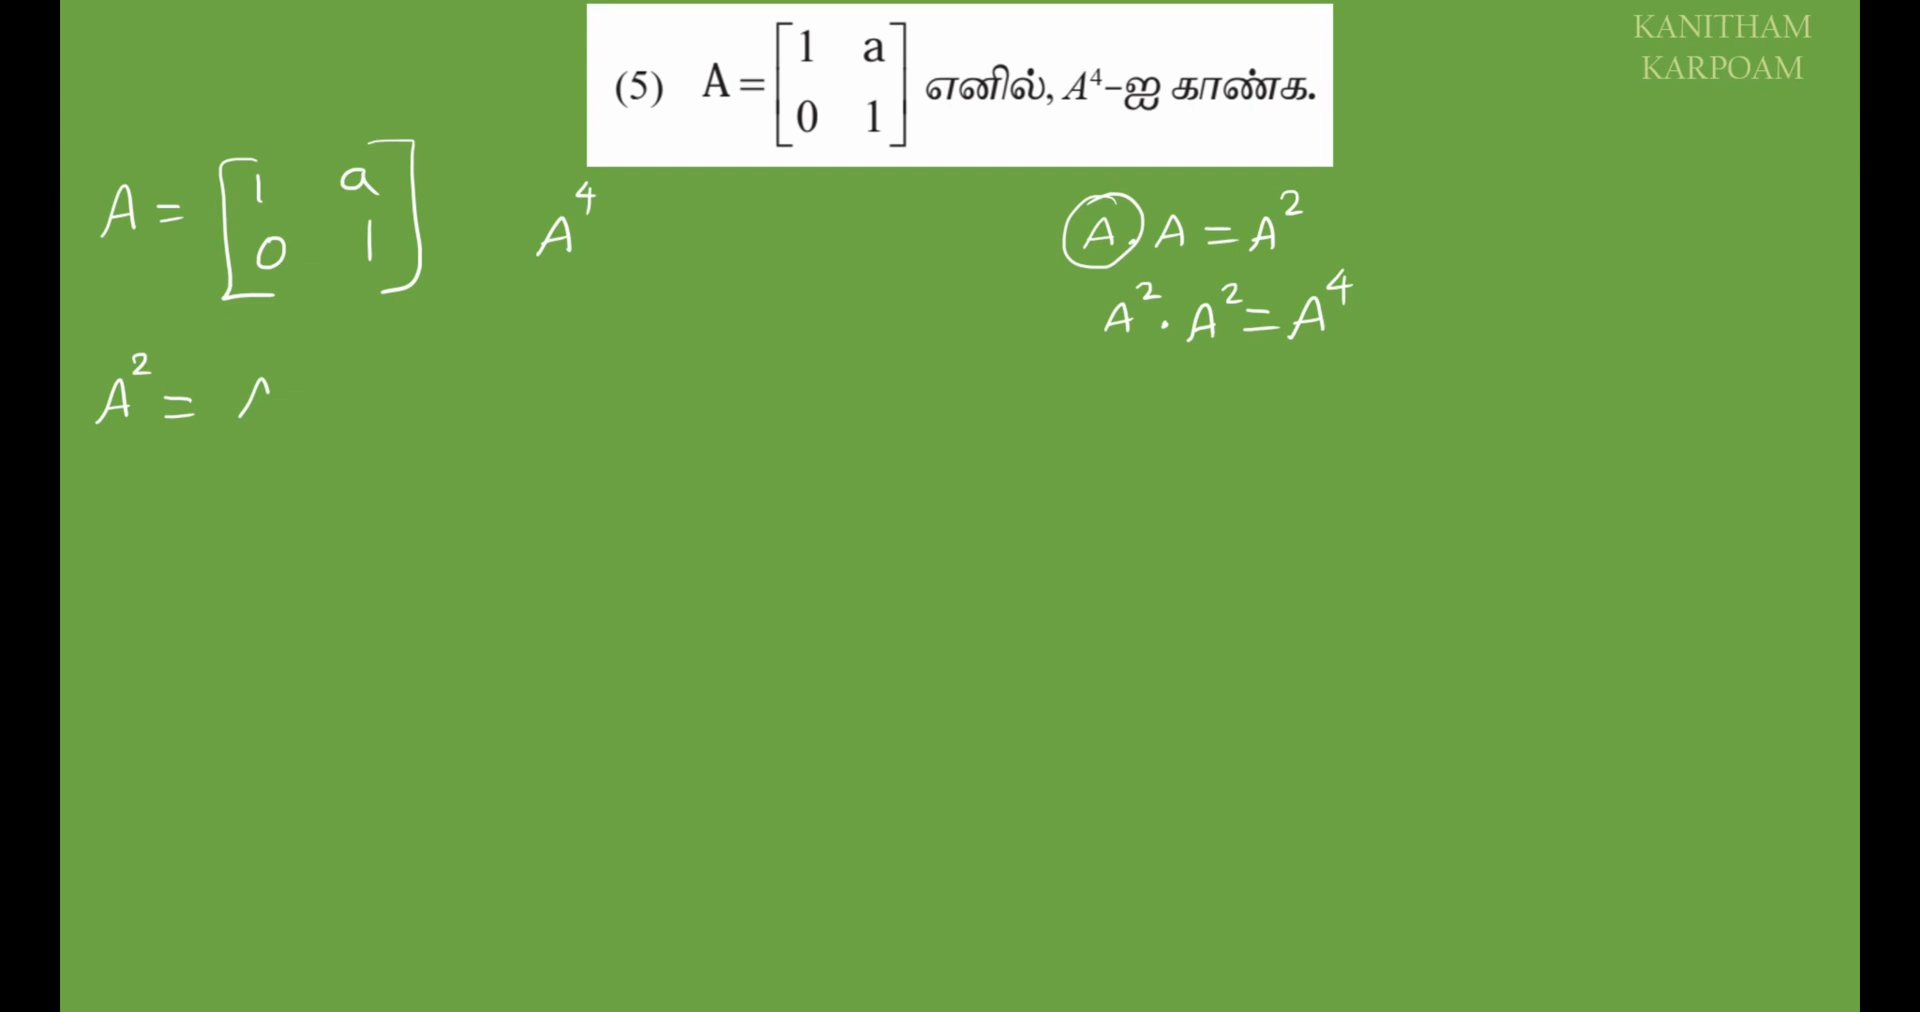 KANITHAM
KARPOAM
(5) A = [1 a
0 1] எனில், A⁴–ஐ காண்க.
A = [1 a
0 1]
A⁴
A . A = A²
A² . A² = A⁴
A² =